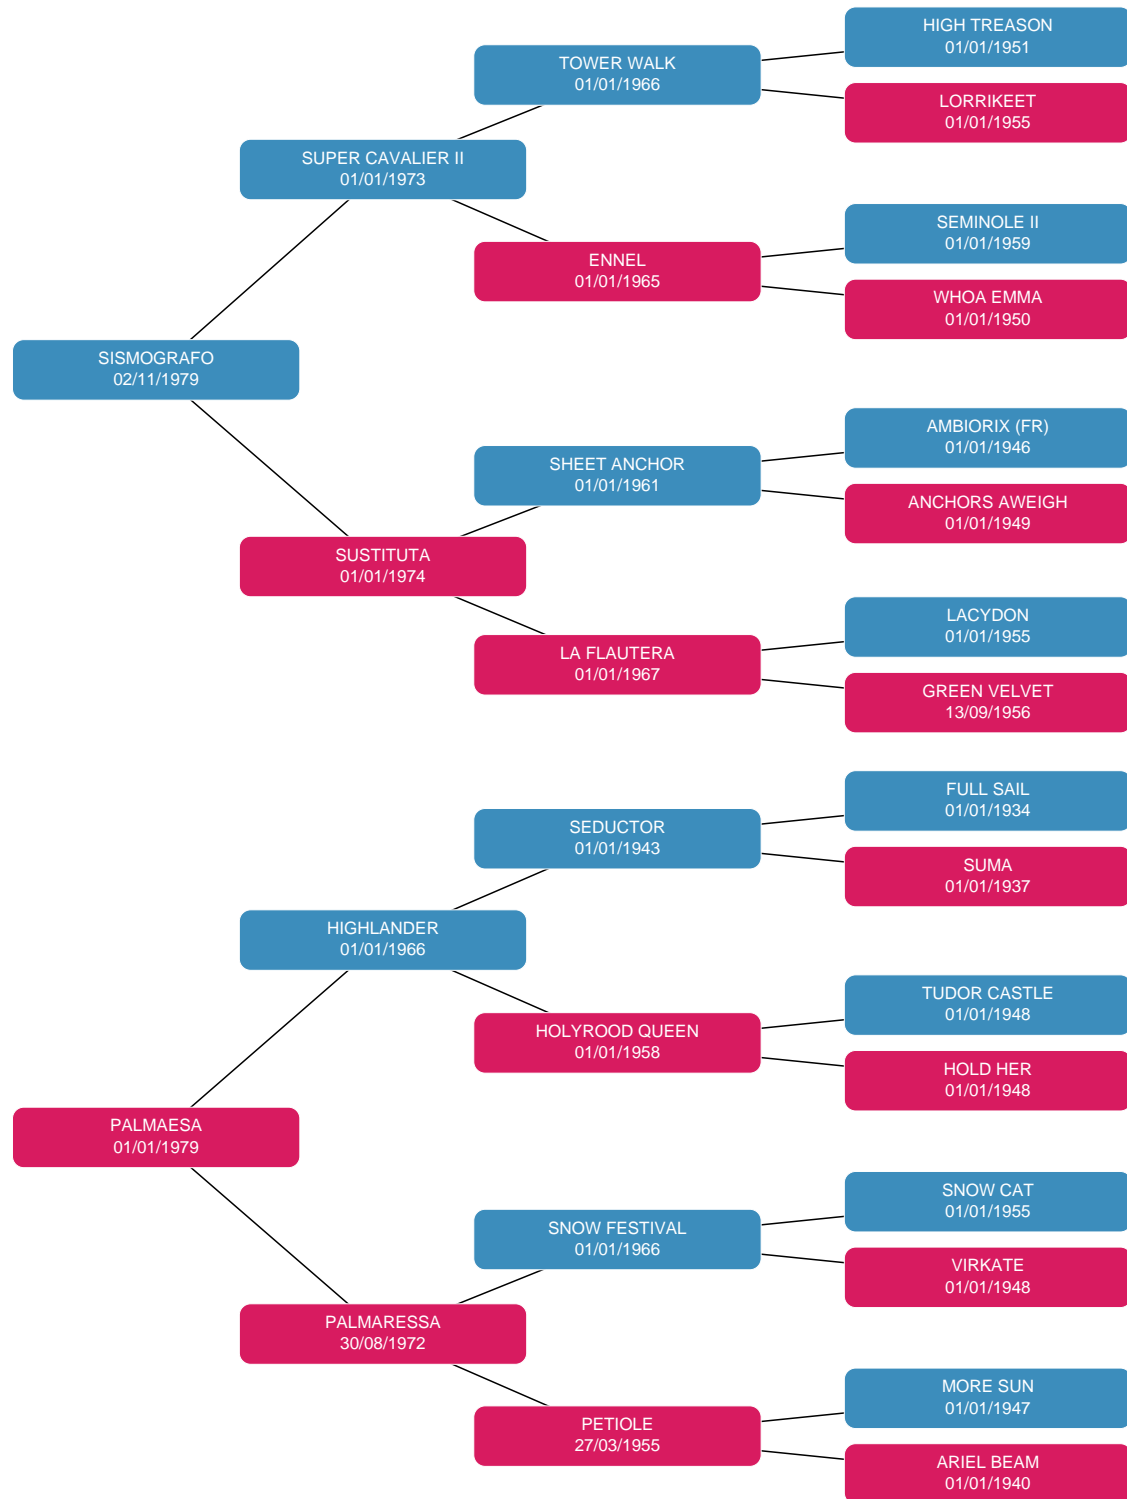 HIGH TREASON
01/01/1951
TOWER WALK
01/01/1966
LORRIKEET
01/01/1955
SUPER CAVALIER II
01/01/1973
SEMINOLE II
01/01/1959
ENNEL
01/01/1965
WHOA EMMA
01/01/1950
SISMOGRAFO
02/11/1979
AMBIORIX (FR)
01/01/1946
SHEET ANCHOR
01/01/1961
ANCHORS AWEIGH
01/01/1949
SUSTITUTA
01/01/1974
LACYDON
01/01/1955
LA FLAUTERA
01/01/1967
GREEN VELVET
13/09/1956
FULL SAIL
01/01/1934
SEDUCTOR
01/01/1943
SUMA
01/01/1937
HIGHLANDER
01/01/1966
TUDOR CASTLE
01/01/1948
HOLYROOD QUEEN
01/01/1958
HOLD HER
01/01/1948
PALMAESA
01/01/1979
SNOW CAT
01/01/1955
SNOW FESTIVAL
01/01/1966
VIRKATE
01/01/1948
PALMARESSA
30/08/1972
MORE SUN
01/01/1947
PETIOLE
27/03/1955
ARIEL BEAM
01/01/1940